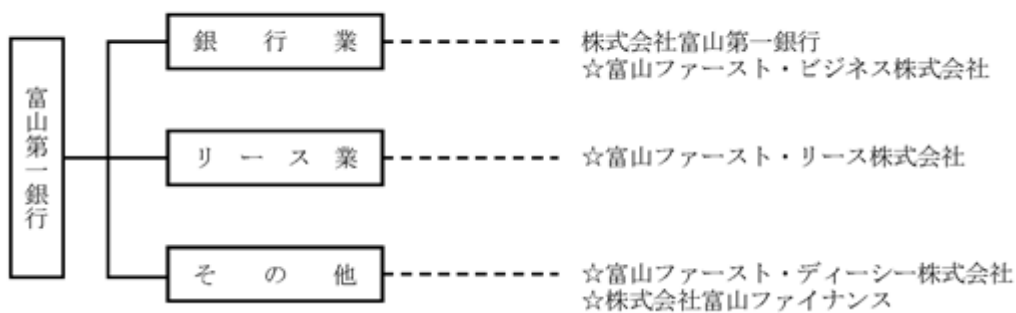 富山第一銀行
銀行業
株式会社富山第一銀行
☆富山ファースト・ビジネス株式会社
リース業
☆富山ファースト・リース株式会社
その他
☆富山ファースト・ディーシー株式会社
☆株式会社富山ファイナンス